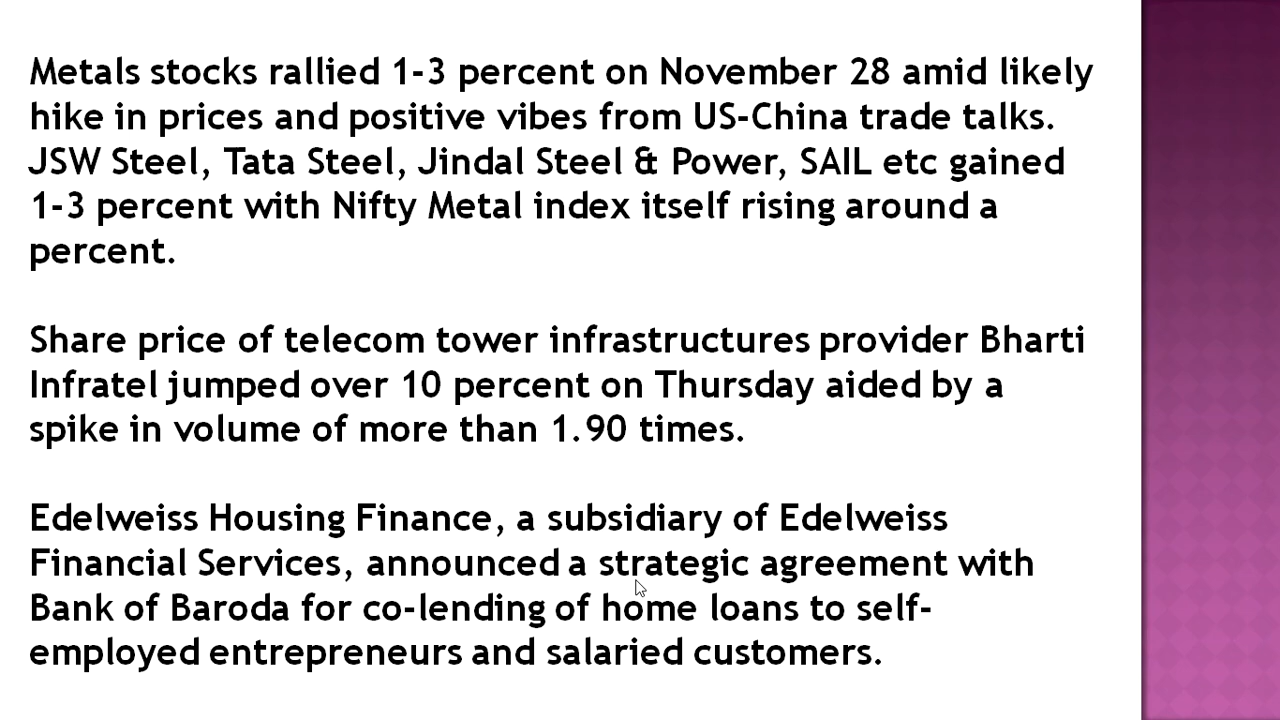 Metals stocks rallied 1-3 percent on November 28 amid likely
hike in prices and positive vibes from US-China trade talks.
JSW Steel, Tata Steel, Jindal Steel & Power, SAIL etc gained
1-3 percent with Nifty Metal index itself rising around a
percent.
Share price of telecom tower infrastructures provider Bharti
Infratel jumped over 10 percent on Thursday aided by a
spike in volume of more than 1.90 times.
Edelweiss Housing Finance, a subsidiary of Edelweiss
Financial Services, announced a strategic agreement with
Bank of Baroda for co-lending of home loans to self-
employed entrepreneurs and salaried customers.